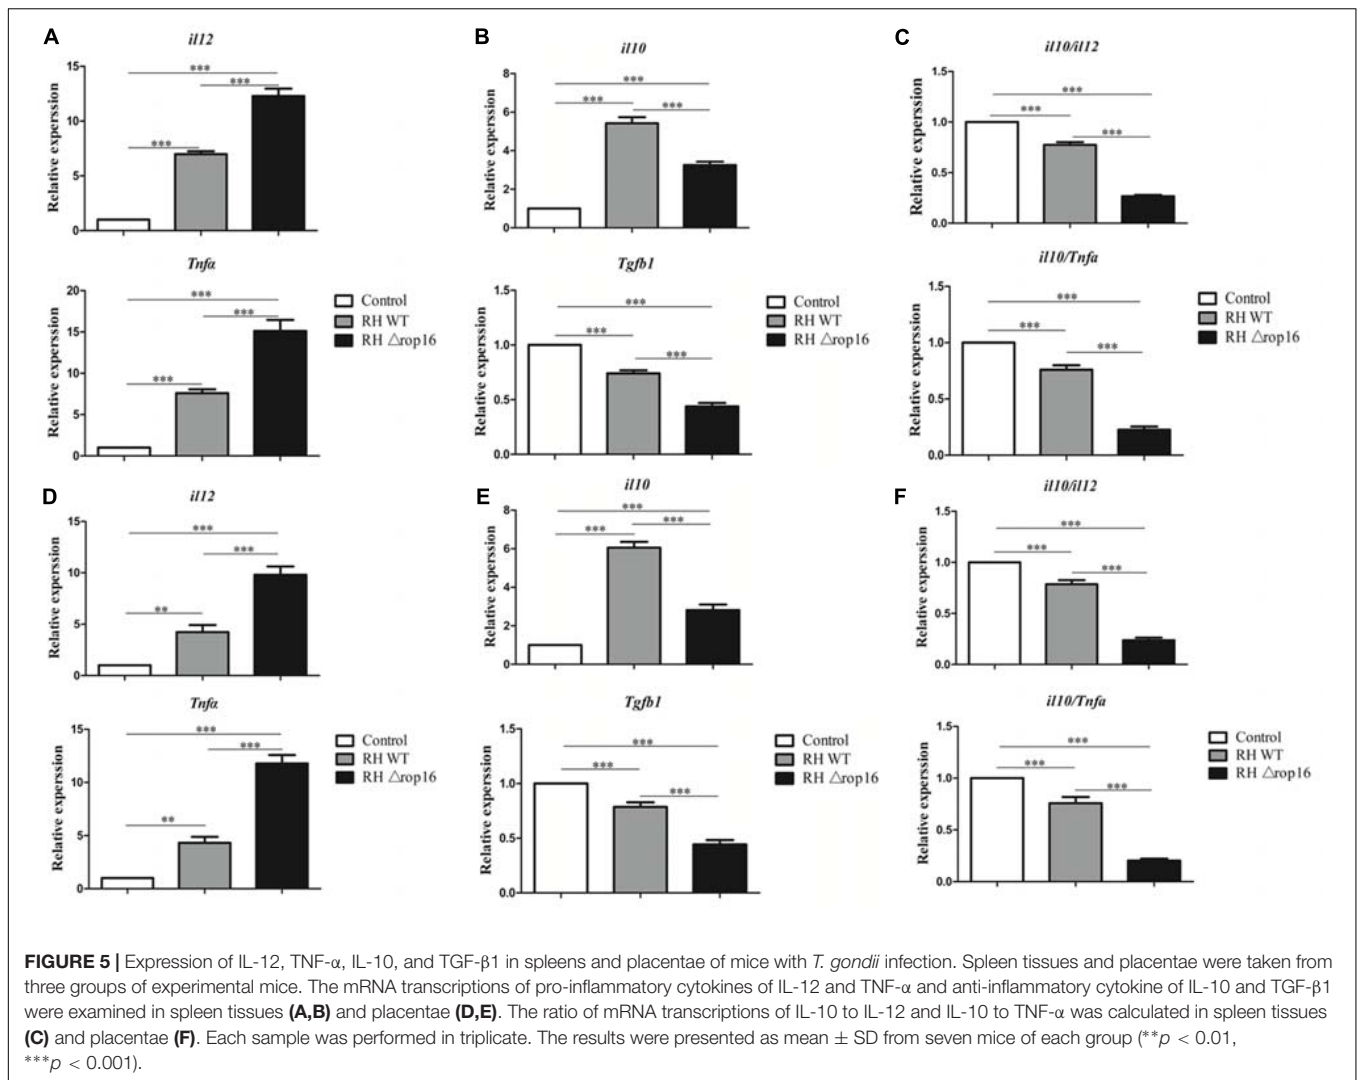 A
il12
Relative experssion
15
10
5
0
***
***
***
B
il10
Relative experssion
8
6
4
2
0
***
***
***
C
il10/il12
Relative experssion
1.5
1.0
0.5
0.0
***
***
***
Tnfα
Relative experssion
20
15
10
5
0
***
***
***
Control
RH WT
RH △rop16
Tgfb1
Relative experssion
1.5
1.0
0.5
0.0
***
***
***
Control
RH WT
RH △rop16
il10/Tnfa
Relative experssion
1.5
1.0
0.5
0.0
***
***
***
Control
RH WT
RH △rop16
D
il12
Relative experssion
15
10
5
0
***
***
**
E
il10
Relative experssion
8
6
4
2
0
***
***
***
F
il10/il12
Relative experssion
1.5
1.0
0.5
0.0
***
***
***
Tnfα
Relative experssion
15
10
5
0
***
***
**
Control
RH WT
RH △rop16
Tgfb1
Relative experssion
1.5
1.0
0.5
0.0
***
***
***
Control
RH WT
RH △rop16
il10/Tnfa
Relative experssion
1.5
1.0
0.5
0.0
***
***
***
Control
RH WT
RH △rop16
FIGURE 5 | Expression of IL-12, TNF-α, IL-10, and TGF-β1 in spleens and placentae of mice with T. gondii infection. Spleen tissues and placentae were taken from
three groups of experimental mice. The mRNA transcriptions of pro-inflammatory cytokines of IL-12 and TNF-α and anti-inflammatory cytokine of IL-10 and TGF-β1
were examined in spleen tissues (A,B) and placentae (D,E). The ratio of mRNA transcriptions of IL-10 to IL-12 and IL-10 to TNF-α was calculated in spleen tissues
(C) and placentae (F). Each sample was performed in triplicate. The results were presented as mean ± SD from seven mice of each group (**p < 0.01,
***p < 0.001).